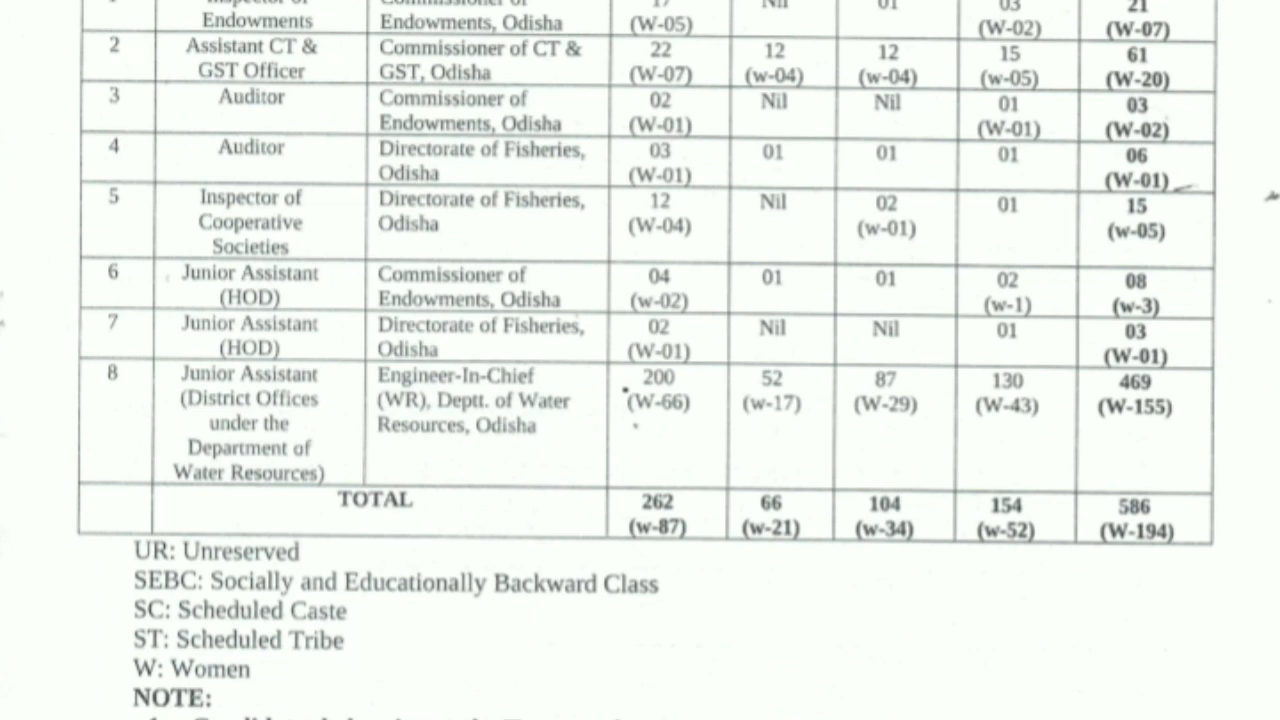 Endowments
Endowments, Odisha
(W-05)
Nil
01
03
(W-02)
21
(W-07)
2
Assistant CT &
GST Officer
Commissioner of CT &
GST, Odisha
22
(W-07)
12
(w-04)
12
(w-04)
15
(w-05)
61
(W-20)
3
Auditor
Commissioner of
Endowments, Odisha
02
(W-01)
Nil
Nil
01
(W-01)
03
(W-02)
4
Auditor
Directorate of Fisheries,
Odisha
03
(W-01)
01
01
01
06
(W-01)
5
Inspector of
Cooperative
Societies
Directorate of Fisheries,
Odisha
12
(W-04)
Nil
02
(w-01)
01
15
(w-05)
6
Junior Assistant
(HOD)
Commissioner of
Endowments, Odisha
04
(w-02)
01
01
02
(w-1)
08
(w-3)
7
Junior Assistant
(HOD)
Directorate of Fisheries,
Odisha
02
(W-01)
Nil
Nil
01
03
(W-01)
8
Junior Assistant
(District Offices
under the
Department of
Water Resources)
Engineer-In-Chief
(WR), Deptt. of Water
Resources, Odisha
200
(W-66)
52
(w-17)
87
(W-29)
130
(W-43)
469
(W-155)
TOTAL
262
(w-87)
66
(w-21)
104
(w-34)
154
(w-52)
586
(W-194)
UR: Unreserved
SEBC: Socially and Educationally Backward Class
SC: Scheduled Caste
ST: Scheduled Tribe
W: Women
NOTE: